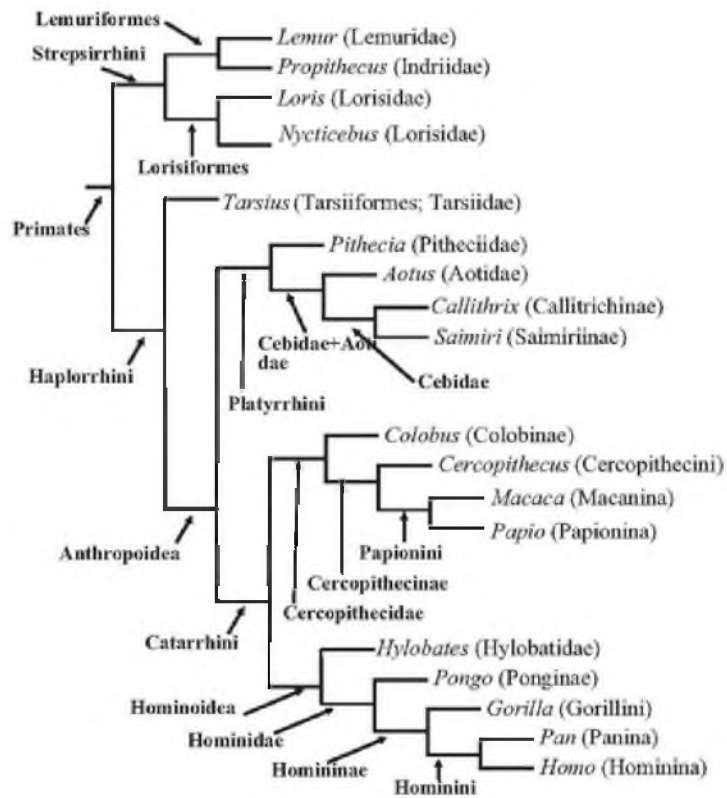 Lemuriformes
Lemur (Lemuridae)
Strepsirrhini
Propithecus (Indriidae)
Loris (Lorisidae)
Nycticebus (Lorisidae)
Lorisiformes
Tarsius (Tarsiiformes; Tarsiidae)
Primates
Pithecia (Pitheciidae)
Aotus (Aotidae)
Callithrix (Callitrichinae)
Saimiri (Saimiriinae)
Cebidae+Aoti
dae
Cebidae
Haplorrhini
Platyrrhini
Colobus (Colobinae)
Cercopithecus (Cercopithecini)
Macaca (Macanina)
Papio (Papionina)
Anthropoidea
Papionini
Cercopithecinae
Cercopithecidae
Catarrhini
Hylobates (Hylobatidae)
Pongo (Ponginae)
Hominoidea
Gorilla (Gorillini)
Hominidae
Pan (Panina)
Homininae
Homo (Hominina)
Hominini